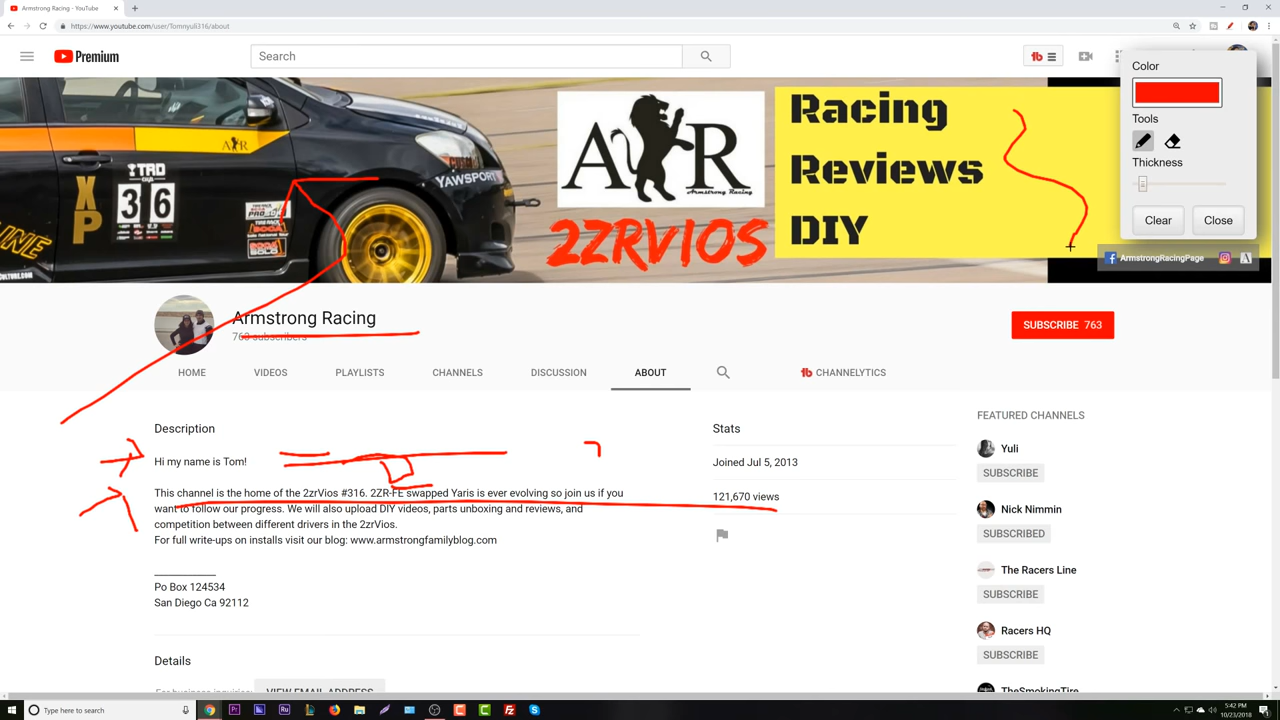 Armstrong Racing - YouTube
https://www.youtube.com/user/Tomnyuli316/about
Premium
Search
Color
Tools
Thickness
Clear
Close
XP
TRD
36
YAWSPORT
A R
Armstrong Racing
2ZRVIOS
Racing
Reviews
DIY
ArmstrongRacingPage
Armstrong Racing
763 subscribers
SUBSCRIBE 763
HOME
VIDEOS
PLAYLISTS
CHANNELS
DISCUSSION
ABOUT
CHANNELYTICS
Description
Hi my name is Tom!
This channel is the home of the 2zrVios #316. 2ZR-FE swapped Yaris is ever evolving so join us if you
want to follow our progress. We will also upload DIY videos, parts unboxing and reviews, and
competition between different drivers in the 2zrVios.
For full write-ups on installs visit our blog: www.armstrongfamilyblog.com
Po Box 124534
San Diego Ca 92112
Details
For business inquiries:
VIEW EMAIL ADDRESS
Stats
Joined Jul 5, 2013
121,670 views
FEATURED CHANNELS
Yuli
SUBSCRIBE
Nick Nimmin
SUBSCRIBED
The Racers Line
SUBSCRIBE
Racers HQ
SUBSCRIBE
TheSmokingTire
Type here to search
5:42 PM
10/23/2018